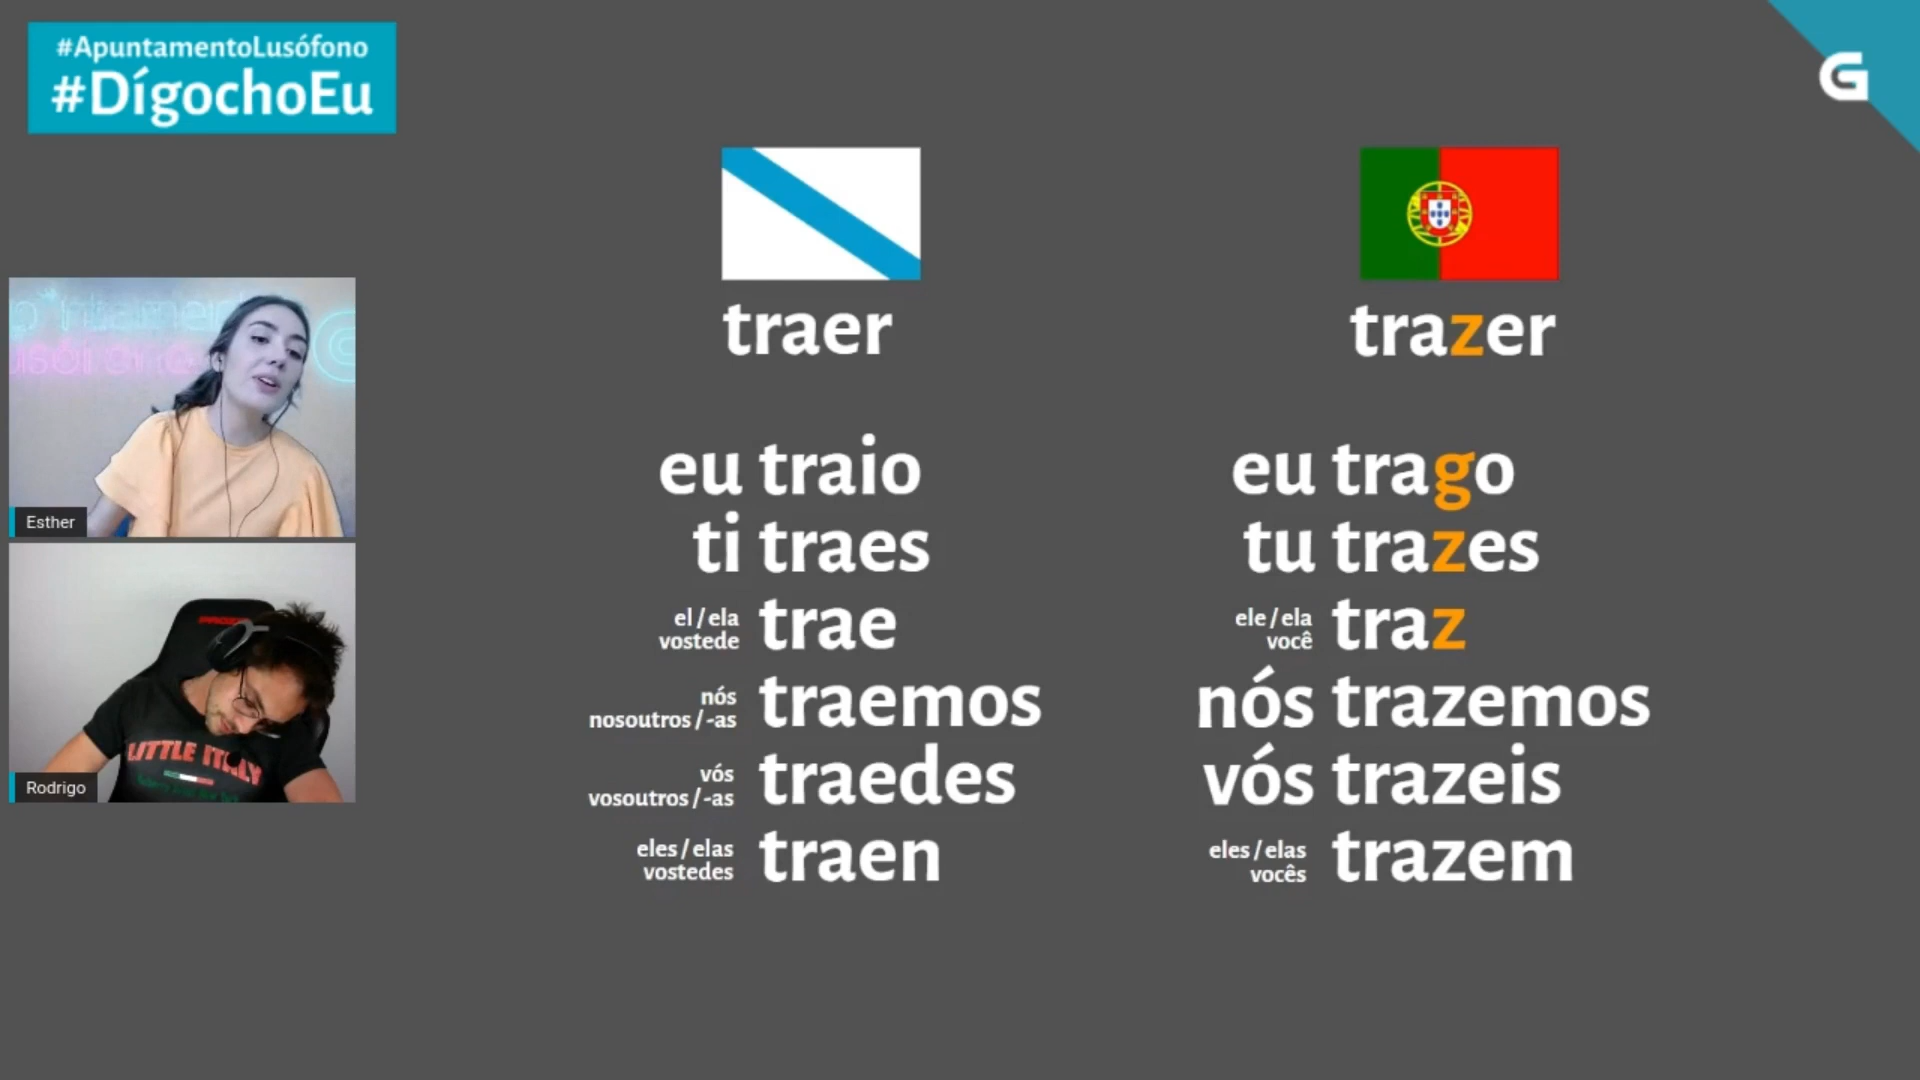 #ApuntamentoLusófono
#DígochoEu
G
Esther
PRO
LITTLE ITALY
Rodrigo
traer
eu traio
ti traes
el/ela
vostede
trae
nós
nosoutros/-as
traemos
vós
vosoutros/-as
traedes
eles/elas
vostedes
traen
trazer
eu trago
tu trazes
ele/ela
você
traz
nós trazemos
vós trazeis
eles/elas
vocês
trazem